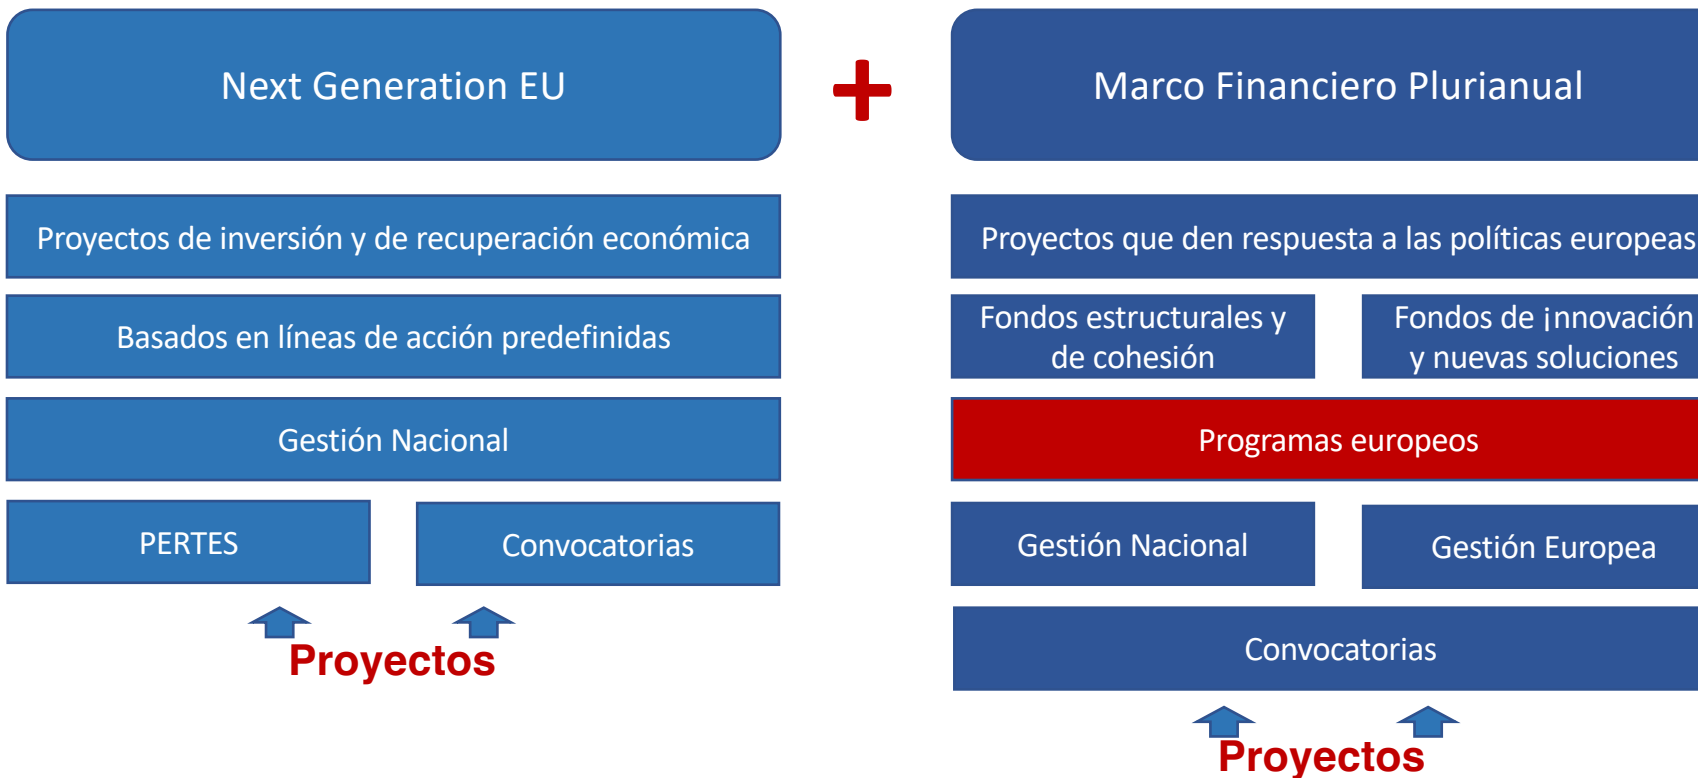 Next Generation EU
+
Marco Financiero Plurianual
Proyectos de inversión y de recuperación económica
Basados en líneas de acción predefinidas
Gestión Nacional
PERTES
Convocatorias
Proyectos
Proyectos que den respuesta a las políticas europeas
Fondos estructurales y
de cohesión
Fondos de ¡nnovación
y nuevas soluciones
Programas europeos
Gestión Nacional
Gestión Europea
Convocatorias
Proyectos